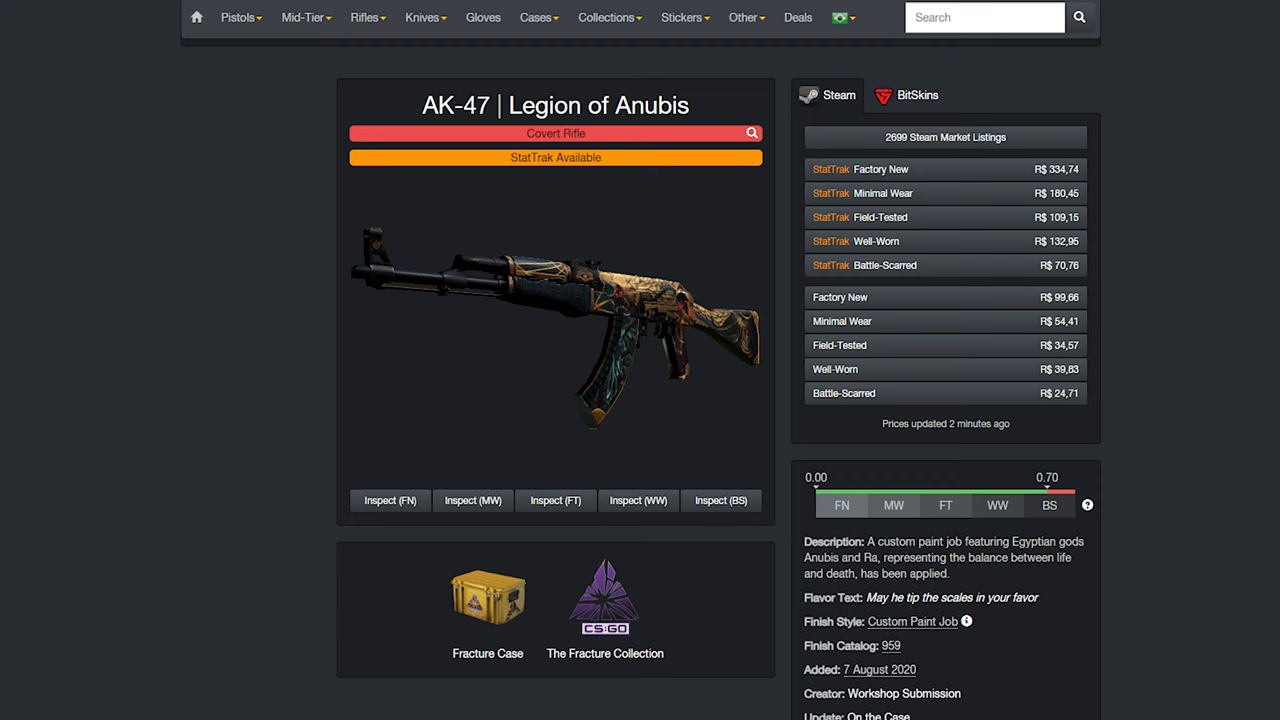 Pistols Mid-Tier Rifles Knives Gloves Cases Collections Stickers Other Deals Search
AK-47 | Legion of Anubis
Covert Rifle
StatTrak Available
Inspect (FN) Inspect (MW) Inspect (FT) Inspect (WW) Inspect (BS)
CS:GO
Fracture Case The Fracture Collection
Steam BitSkins
2699 Steam Market Listings
StatTrak Factory New R$ 334,74
StatTrak Minimal Wear R$ 180,45
StatTrak Field-Tested R$ 109,15
StatTrak Well-Worn R$ 132,95
StatTrak Battle-Scarred R$ 70,76
Factory New R$ 99,66
Minimal Wear R$ 54,41
Field-Tested R$ 34,57
Well-Worn R$ 39,63
Battle-Scarred R$ 24,71
Prices updated 2 minutes ago
0.00 0.70
FN MW FT WW BS
Description: A custom paint job featuring Egyptian gods
Anubis and Ra, representing the balance between life
and death, has been applied.
Flavor Text: May he tip the scales in your favor
Finish Style: Custom Paint Job
Finish Catalog: 959
Added: 7 August 2020
Creator: Workshop Submission
Update: On the Case